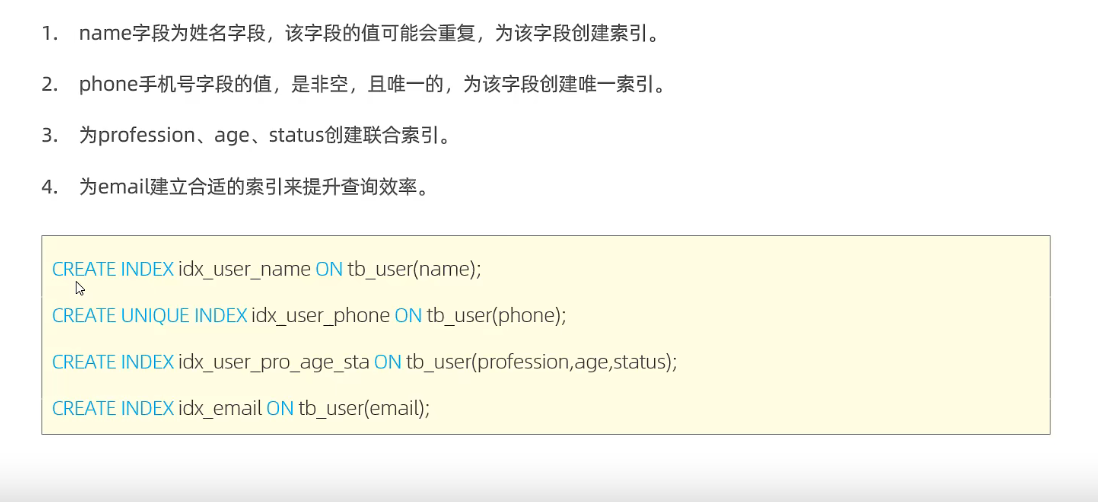 1. name字段为姓名字段，该字段的值可能会重复，为该字段创建索引。
2. phone手机号字段的值，是非空，且唯一的，为该字段创建唯一索引。
3. 为profession、age、status创建联合索引。
4. 为email建立合适的索引来提升查询效率。
CREATE INDEX idx_user_name ON tb_user(name);
CREATE UNIQUE INDEX idx_user_phone ON tb_user(phone);
CREATE INDEX idx_user_pro_age_sta ON tb_user(profession,age,status);
CREATE INDEX idx_email ON tb_user(email);